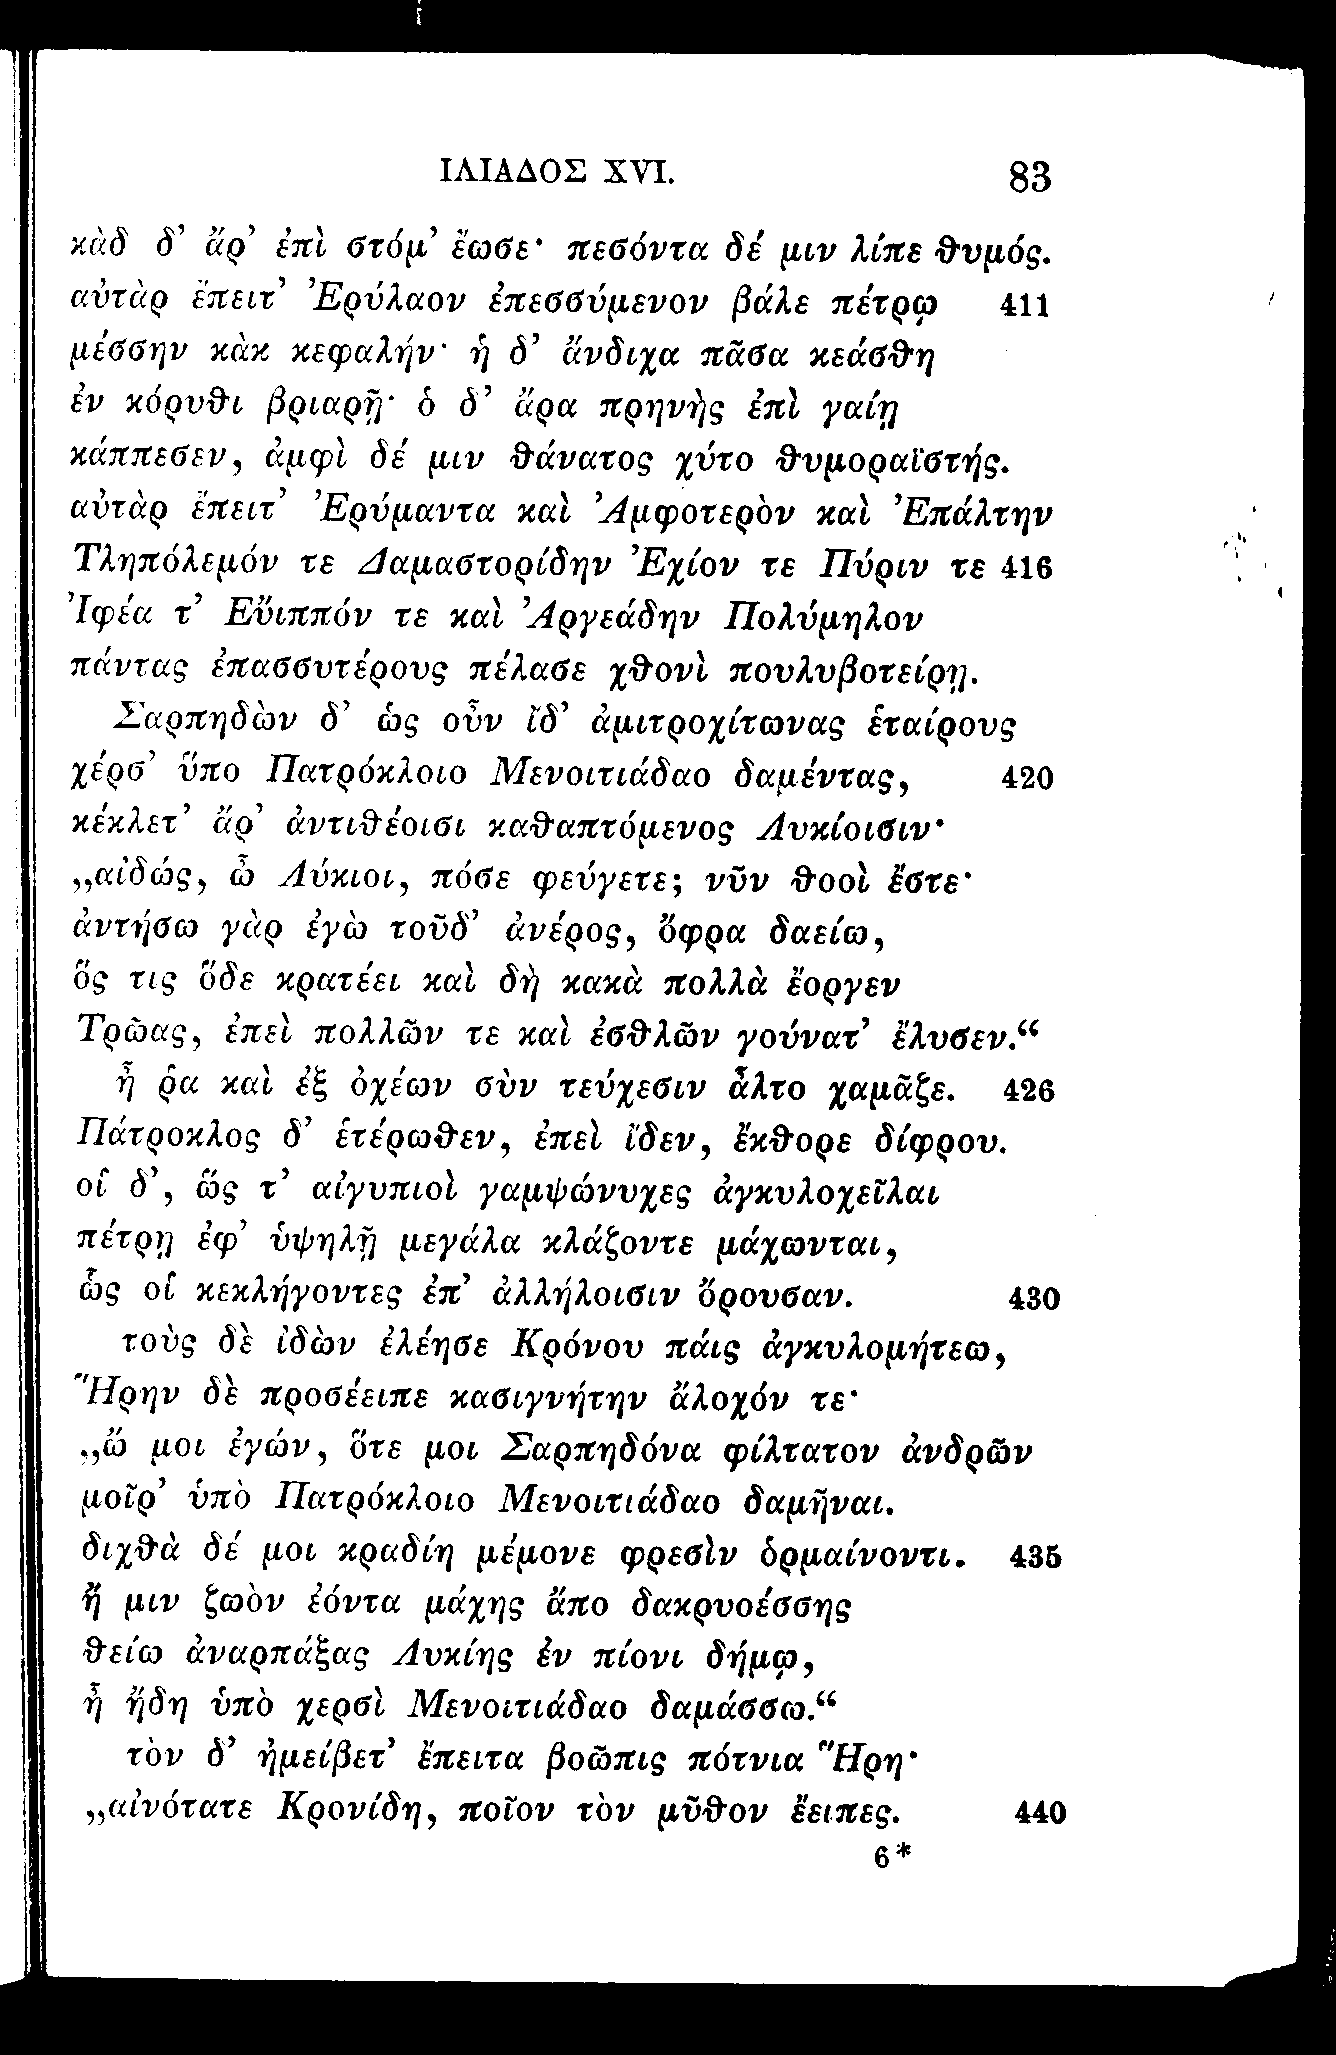 ΙΛΙΑΔΟΣ XVI. 83
κὰδ δ’ ἄρ’ ἐπὶ στόμ’ ἔωσε· πεσόντα δέ μιν λίπε θυμός.
αὐτὰρ ἔπειτ’ Ἐρύλαον ἐπεσσύμενον βάλε πέτρῳ 411
μέσσην κὰκ κεφαλήν· ἡ δ’ ἄνδιχα πᾶσα κεάσθη
ἐν κόρυθι βριαρῇ· ὁ δ’ ἄρα πρηνὴς ἐπὶ γαίῃ
κάππεσεν, ἀμφὶ δέ μιν θάνατος χύτο θυμοραϊστής.
αὐτὰρ ἔπειτ’ Ἐρύμαντα καὶ Ἀμφοτερὸν καὶ Ἐπάλτην
Τληπόλεμόν τε Δαμαστορίδην Ἐχίον τε Πύριν τε 416
Ἰφέα τ’ Εὔιππόν τε καὶ Ἀργεάδην Πολύμηλον
πάντας ἐπασσυτέρους πέλασε χθονὶ πουλυβοτείρῃ.
Σαρπηδὼν δ’ ὡς οὖν ἴδ’ ἀμιτροχίτωνας ἑταίρους
χέρσ’ ὕπο Πατρόκλοιο Μενοιτιάδαο δαμέντας, 420
κέκλετ’ ἄρ’ ἀντιθέοισι καθαπτόμενος Λυκίοισιν·
„αἰδώς, ὦ Λύκιοι, πόσε φεύγετε; νῦν θοοὶ ἔστε·
ἀντήσω γὰρ ἐγὼ τοῦδ’ ἀνέρος, ὄφρα δαείω,
ὅς τις ὅδε κρατέει καὶ δὴ κακὰ πολλὰ ἔοργεν
Τρῶας, ἐπεὶ πολλῶν τε καὶ ἐσθλῶν γούνατ’ ἔλυσεν.“
ἦ ῥα καὶ ἐξ ὀχέων σὺν τεύχεσιν ἆλτο χαμᾶζε. 426
Πάτροκλος δ’ ἑτέρωθεν, ἐπεὶ ἴδεν, ἔκθορε δίφρου.
οἳ δ’, ὥς τ’ αἰγυπιοὶ γαμψώνυχες ἀγκυλοχεῖλαι
πέτρῃ ἐφ’ ὑψηλῇ μεγάλα κλάζοντε μάχωνται,
ὧς οἳ κεκλήγοντες ἐπ’ ἀλλήλοισιν ὄρουσαν. 430
τοὺς δὲ ἰδὼν ἐλέησε Κρόνου πάις ἀγκυλομήτεω,
Ἥρην δὲ προσέειπε κασιγνήτην ἄλοχόν τε·
„ὤ μοι ἐγών, ὅτε μοι Σαρπηδόνα φίλτατον ἀνδρῶν
μοῖρ’ ὑπὸ Πατρόκλοιο Μενοιτιάδαο δαμῆναι.
διχθὰ δέ μοι κραδίη μέμονε φρεσὶν ὁρμαίνοντι. 435
ἤ μιν ζωὸν ἐόντα μάχης ἄπο δακρυοέσσης
θείω ἀναρπάξας Λυκίης ἐν πίονι δήμῳ,
ἦ ἤδη ὑπὸ χερσὶ Μενοιτιάδαο δαμάσσω.“
τὸν δ’ ἠμείβετ’ ἔπειτα βοῶπις πότνια Ἥρη·
„αἰνότατε Κρονίδη, ποῖον τὸν μῦθον ἔειπες. 440
6*